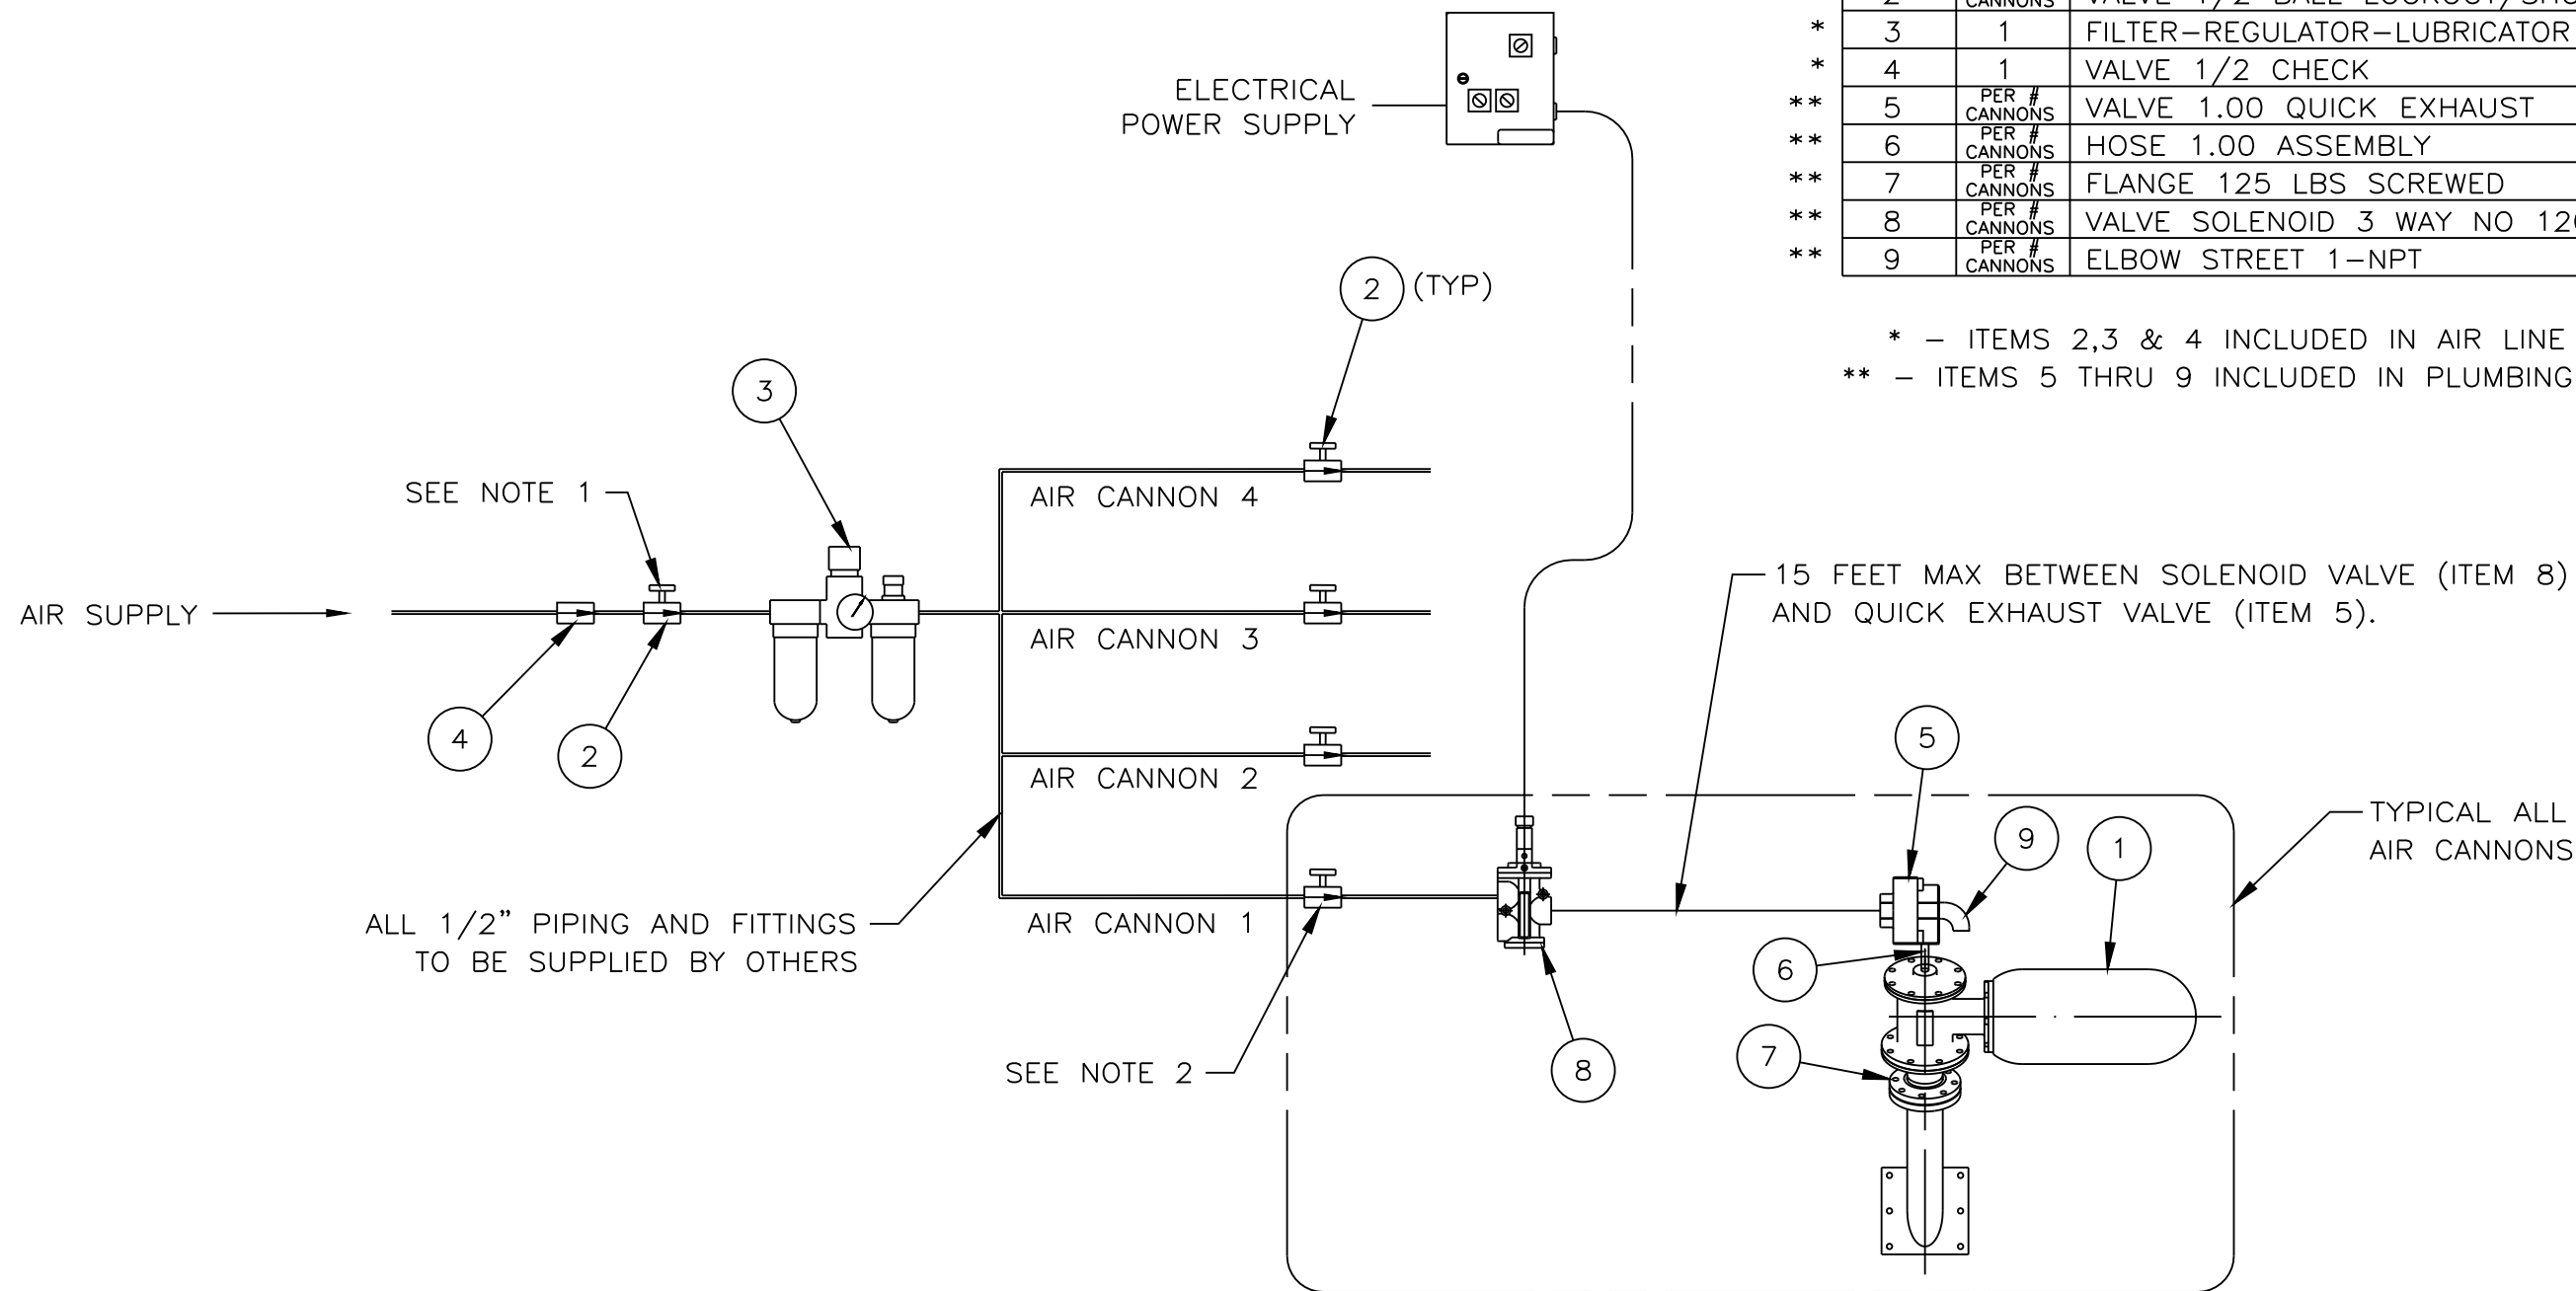 2 CANNONS VALVE 1/2 BALL
* 3 1 FILTER-REGULATOR-LUBRICATOR
* 4 1 VALVE 1/2 CHECK
** 5 PER # CANNONS VALVE 1.00 QUICK EXHAUST
** 6 PER # CANNONS HOSE 1.00 ASSEMBLY
** 7 PER # CANNONS FLANGE 125 LBS SCREWED
** 8 PER # CANNONS VALVE SOLENOID 3 WAY NO
** 9 PER # CANNONS ELBOW STREET 1-NPT
* - ITEMS 2,3 & 4 INCLUDED IN AIR LINE
** - ITEMS 5 THRU 9 INCLUDED IN PLUMBING
ELECTRICAL
POWER SUPPLY
2 (TYP)
3
SEE NOTE 1
AIR CANNON 4
AIR SUPPLY
15 FEET MAX BETWEEN SOLENOID VALVE (ITEM 8)
AND QUICK EXHAUST VALVE (ITEM 5).
AIR CANNON 3
4
2
5
AIR CANNON 2
TYPICAL ALL
AIR CANNONS
9
1
ALL 1/2" PIPING AND FITTINGS
TO BE SUPPLIED BY OTHERS
AIR CANNON 1
6
7
SEE NOTE 2
8